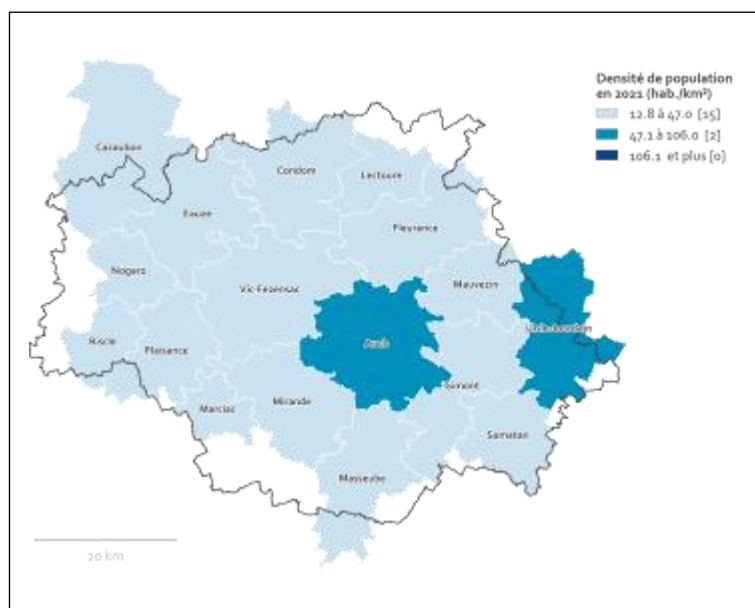 Densité de population
en 2021 (hab./km²)
12.8 à 47.0 [15]
47.1 à 106.0 [2]
106.1 et plus [0]
Cazaubon
Condom
Lectoure
Eauze
Fleurance
Nogaro
Vic-Fezensac
Mauvezin
L'Isle-Jourdain
Riscle
Plaisance
Auch
Gimont
Marciac
Mirande
Samatan
Masseube
20 km